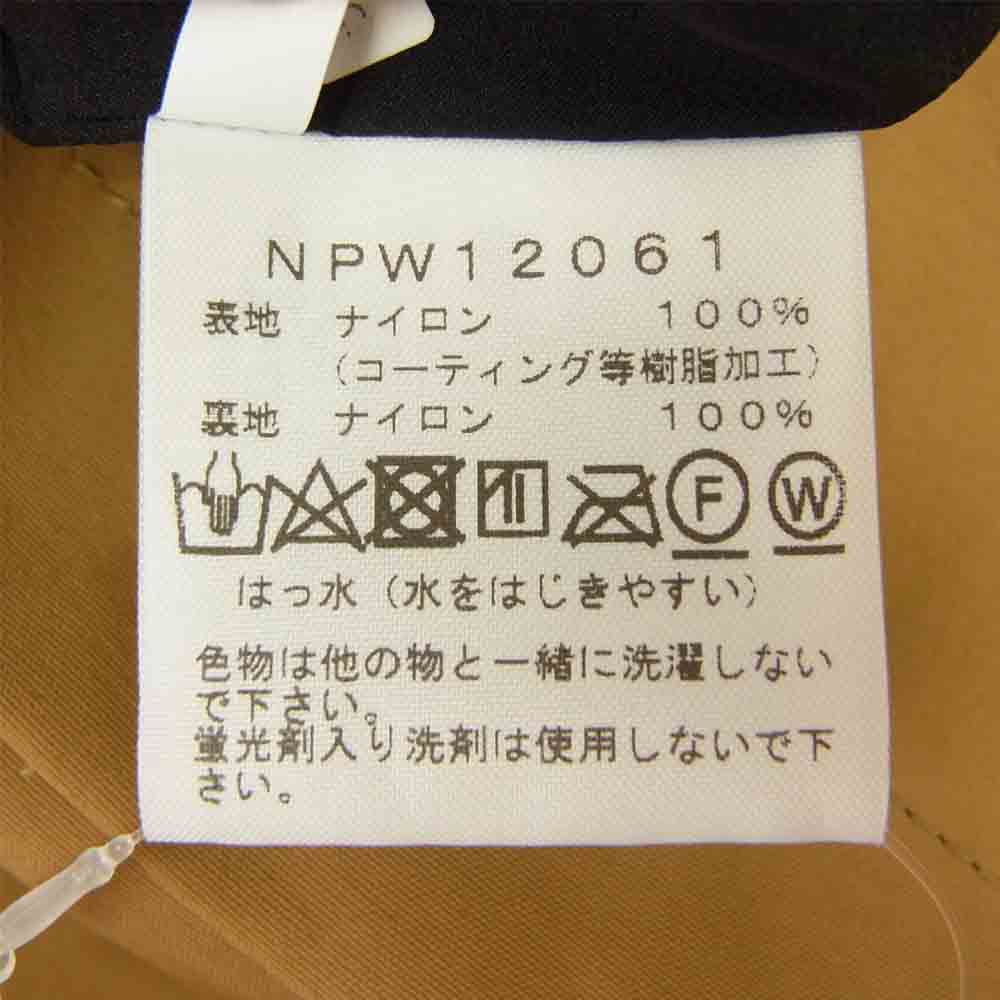 NPW12061
表地 ナイロン 100%
(コーティング等樹脂加工)
裏地 ナイロン 100%
F W
はっ水 (水をはじきやすい)
色物は他の物と一緒に洗濯しない
で下さい。
蛍光剤入り洗剤は使用しないで下
さい。